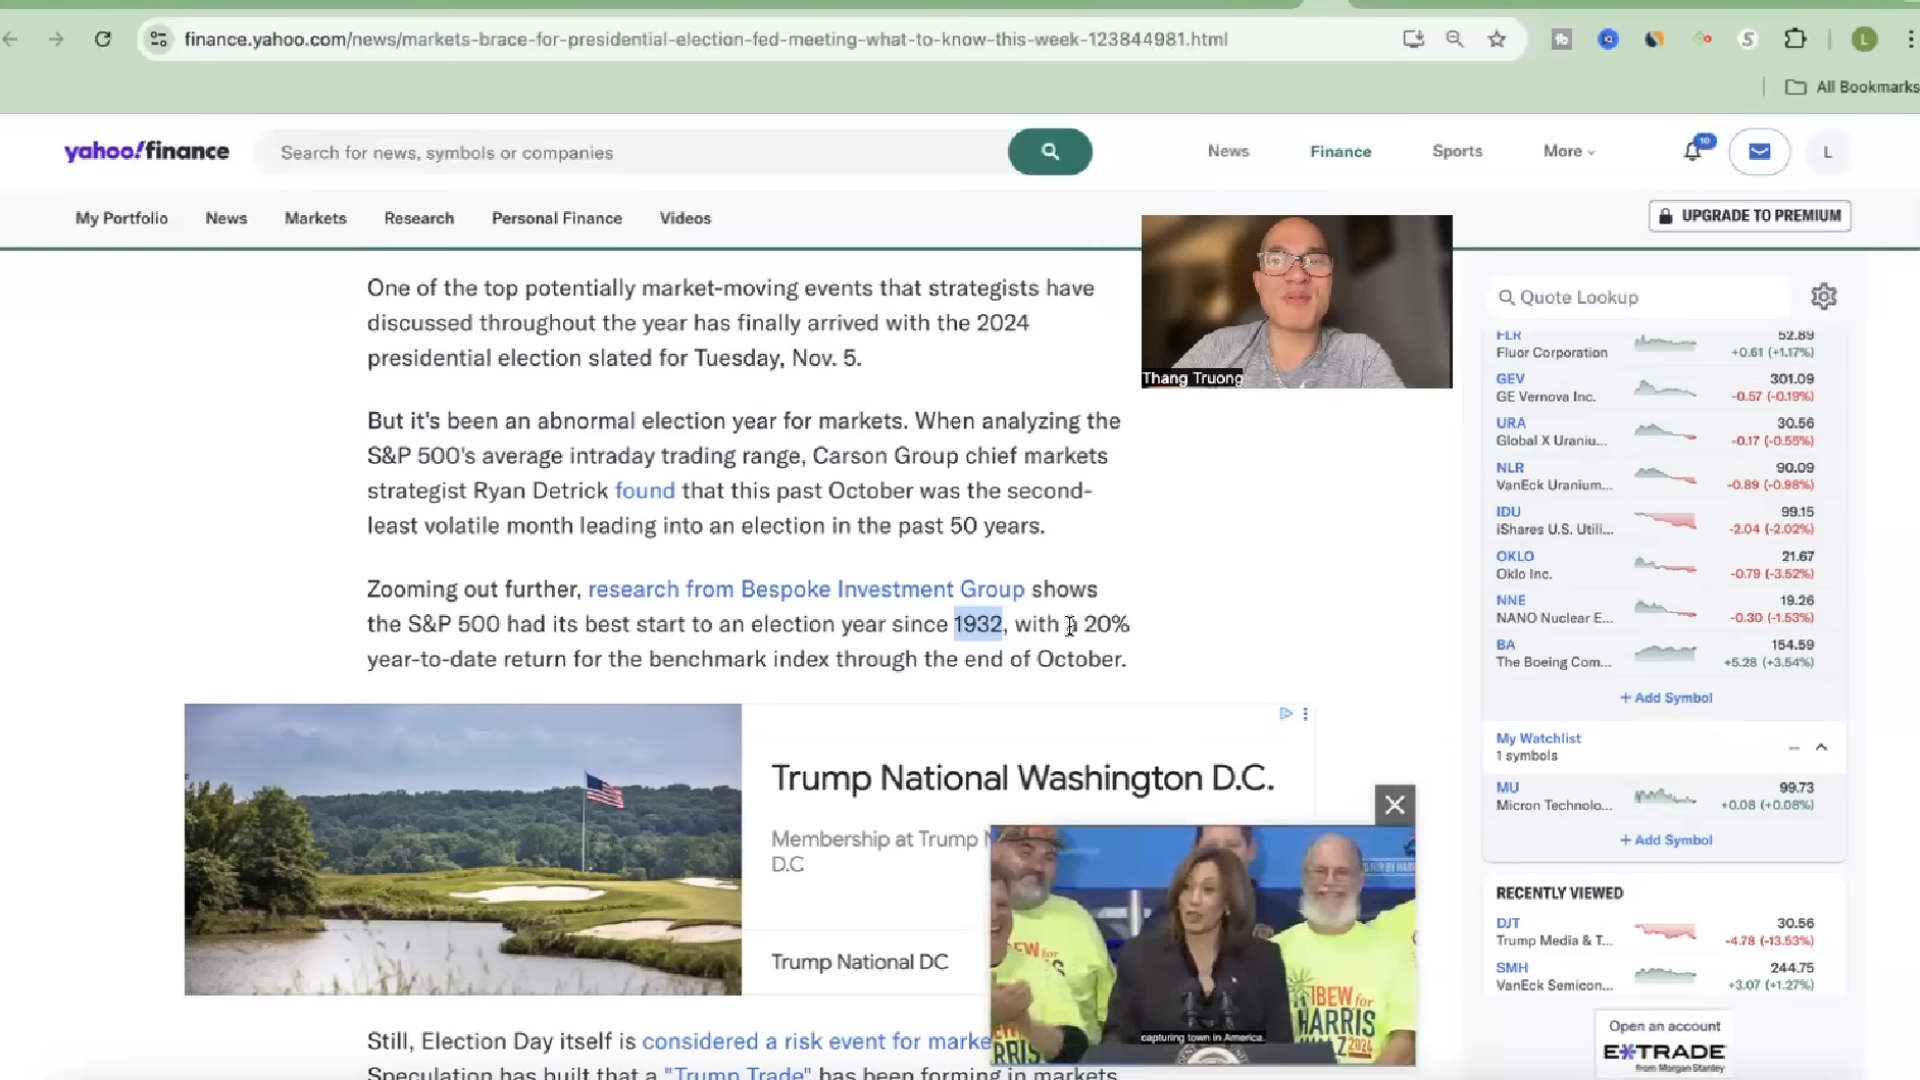 finance.yahoo.com/news/markets-brace-for-presidential-election-fed-meeting-what-to-know-this-week-123844981.html
L
All Bookmarks
yahoo!finance
Search for news, symbols or companies
News
Finance
Sports
More
10
L
My Portfolio
News
Markets
Research
Personal Finance
Videos
UPGRADE TO PREMIUM
One of the top potentially market-moving events that strategists have
discussed throughout the year has finally arrived with the 2024
presidential election slated for Tuesday, Nov. 5.
Thang Truong
But it's been an abnormal election year for markets. When analyzing the
S&P 500's average intraday trading range, Carson Group chief markets
strategist Ryan Detrick found that this past October was the second-
least volatile month leading into an election in the past 50 years.
Zooming out further, research from Bespoke Investment Group shows
the S&P 500 had its best start to an election year since 1932, with a 20%
year-to-date return for the benchmark index through the end of October.
Trump National Washington D.C.
Membership at Trump N
D.C
Trump National DC
capturing town in America.
IBEW for
HARRIS
2024
Still, Election Day itself is considered a risk event for marke
Speculation has built that a "Trump Trade" has been forming in markets
Quote Lookup
FLR 52.89
Fluor Corporation +0.61 (+1.17%)
GEV 301.09
GE Vernova Inc. -0.57 (-0.19%)
URA 30.56
Global X Uraniu... -0.17 (-0.55%)
NLR 90.09
VanEck Uranium... -0.89 (-0.98%)
IDU 99.15
iShares U.S. Utili... -2.04 (-2.02%)
OKLO 21.67
Oklo Inc. -0.79 (-3.52%)
NNE 19.26
NANO Nuclear E... -0.30 (-1.53%)
BA 154.59
The Boeing Com... +5.28 (+3.54%)
+ Add Symbol
My Watchlist
1 symbols
MU 99.73
Micron Technolo... +0.08 (+0.08%)
+ Add Symbol
RECENTLY VIEWED
DJT 30.56
Trump Media & T... -4.78 (-13.53%)
SMH 244.75
VanEck Semicon... +3.07 (+1.27%)
Open an account
E*TRADE
from Morgan Stanley